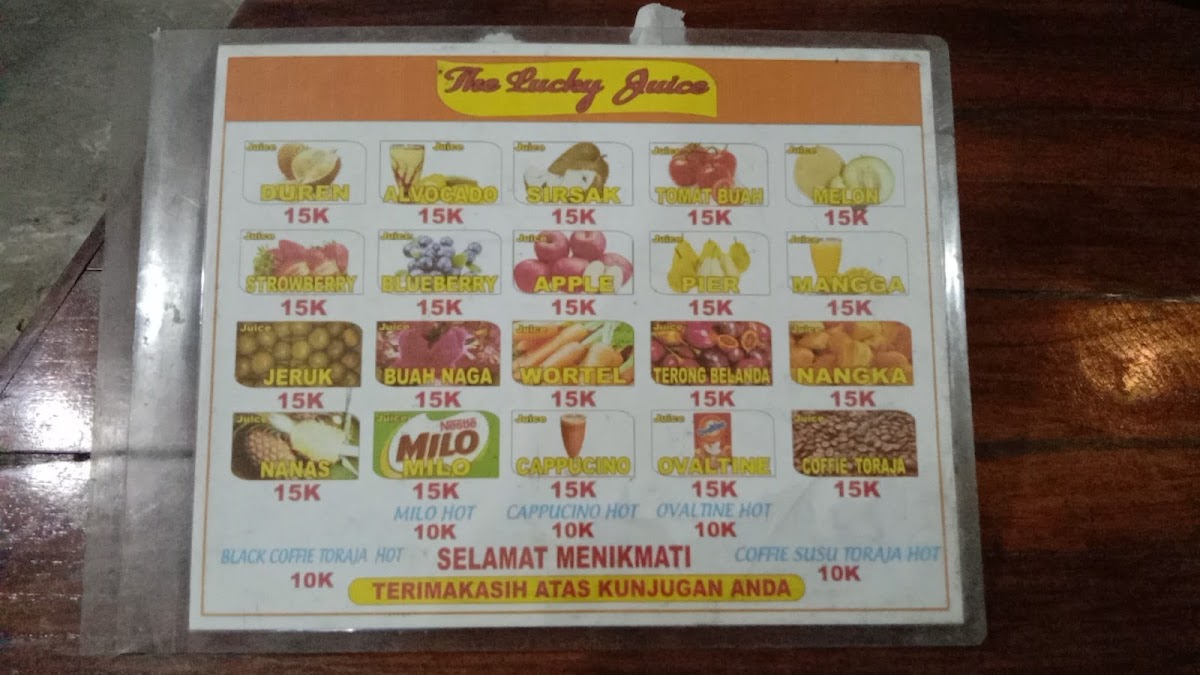 The Lucky Juice
Juice Juice Juice Juice Juice
DUREN ALVOCADO SIRSAK TOMAT BUAH MELON
15K 15K 15K 15K 15K
Juice Juice Juice Juice Juice
STROWBERRY BLUEBERRY APPLE PIER MANGGA
15K 15K 15K 15K 15K
Juice Juice Juice Juice Juice
JERUK BUAH NAGA WORTEL TERONG BELANDA NANGKA
15K 15K 15K 15K 15K
Juice Juice Juice Juice Juice
Nestlé
MILO
NANAS MILO CAPPUCINO OVALTINE COFFIE TORAJA
15K 15K 15K 15K 15K
MILO HOT CAPPUCINO HOT OVALTINE HOT
10K 10K 10K
BLACK COFFIE TORAJA HOT SELAMAT MENIKMATI COFFIE SUSU TORAJA HOT
10K 10K
TERIMAKASIH ATAS KUNJUGAN ANDA